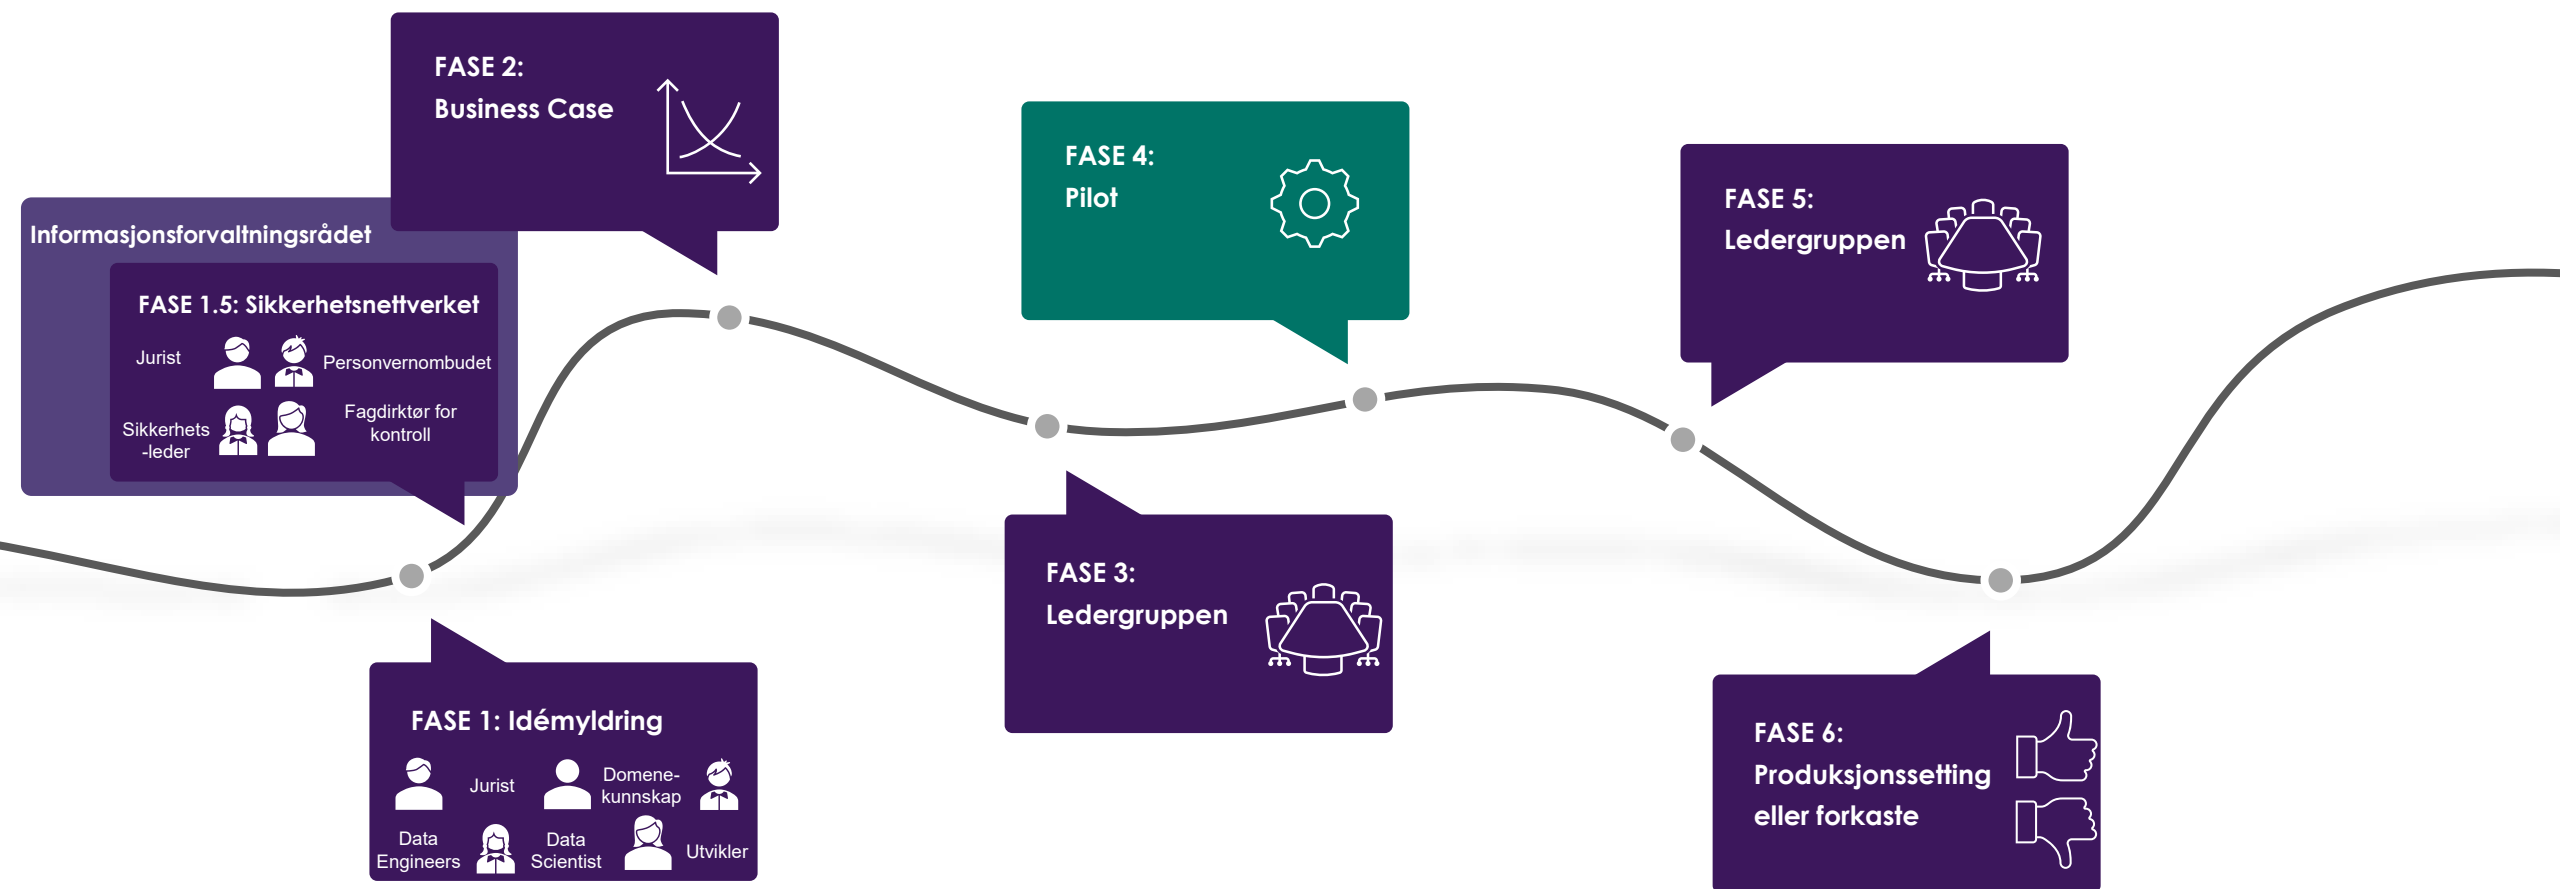 FASE 2:
Business Case
Informasjonsforvaltningsrådet
FASE 1.5: Sikkerhetsnettverket
Jurist
Personvernombudet
Sikkerhets
-leder
Fagdirktør for
kontroll
FASE 1: Idémyldring
Jurist
Domene-
kunnskap
Data
Engineers
Data
Scientist
Utvikler
FASE 3:
Ledergruppen
FASE 4:
Pilot
FASE 5:
Ledergruppen
FASE 6:
Produksjonssetting
eller forkaste